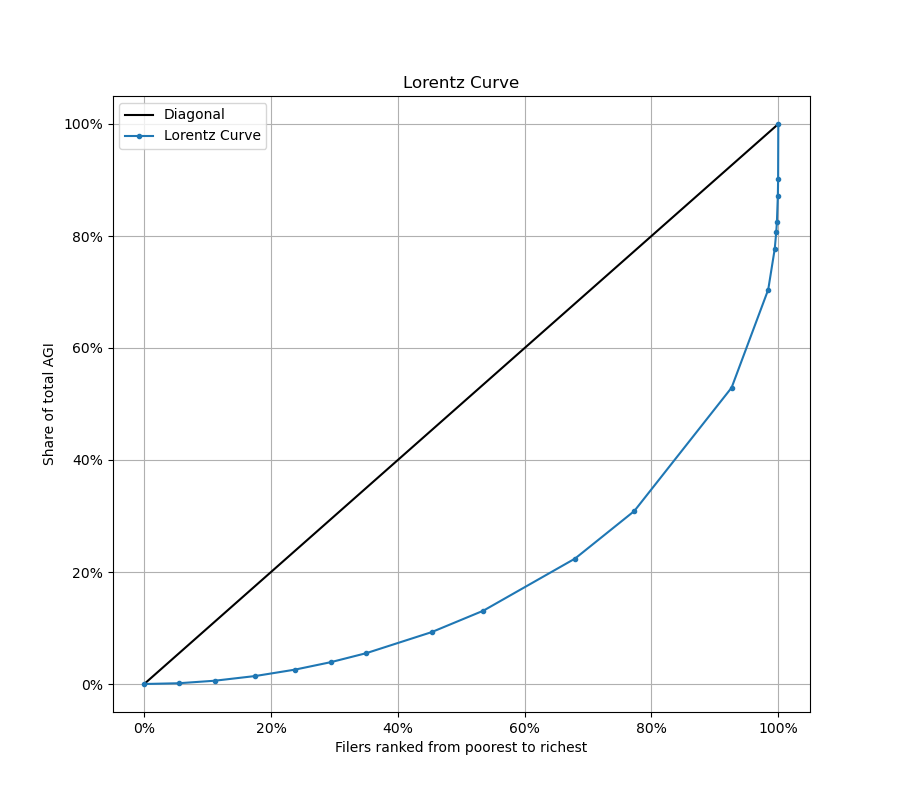 Lorentz Curve
Diagonal
Lorentz Curve
100%
80%
60%
40%
20%
0%
Share of total AGI
0% 20% 40% 60% 80% 100%
Filers ranked from poorest to richest